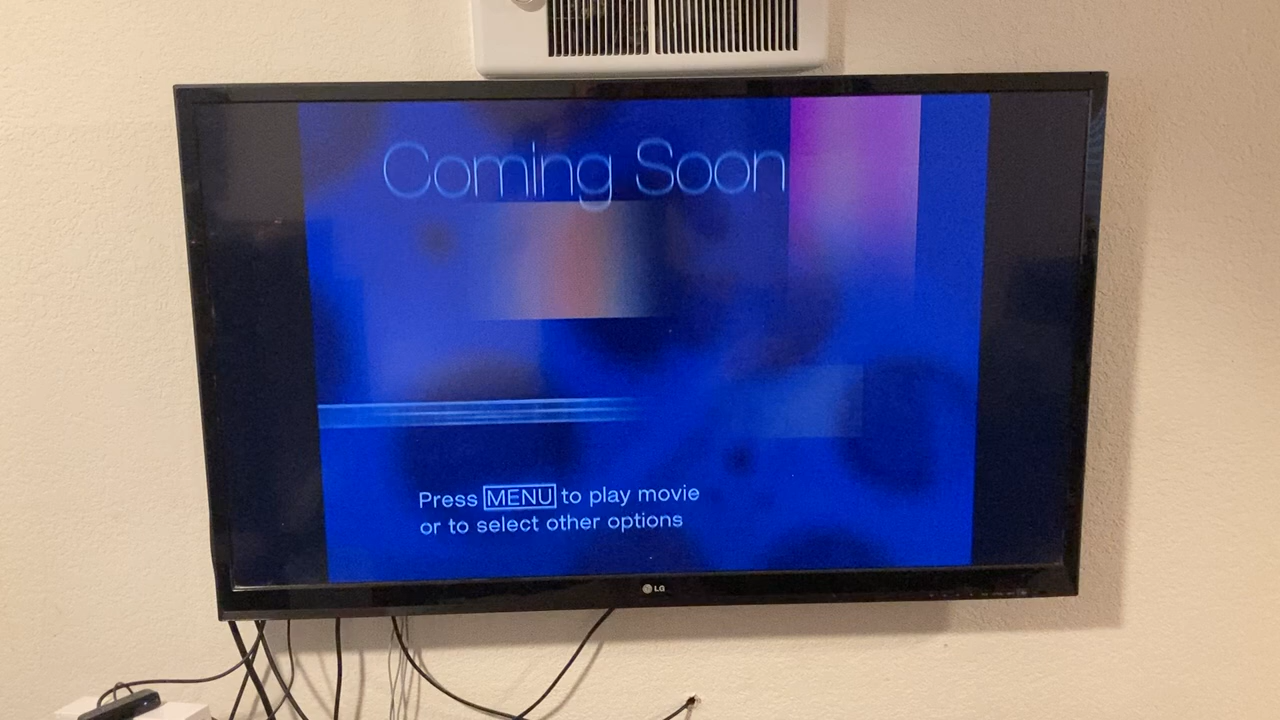 Coming Soon
Press MENU to play movie
or to select other options
LG